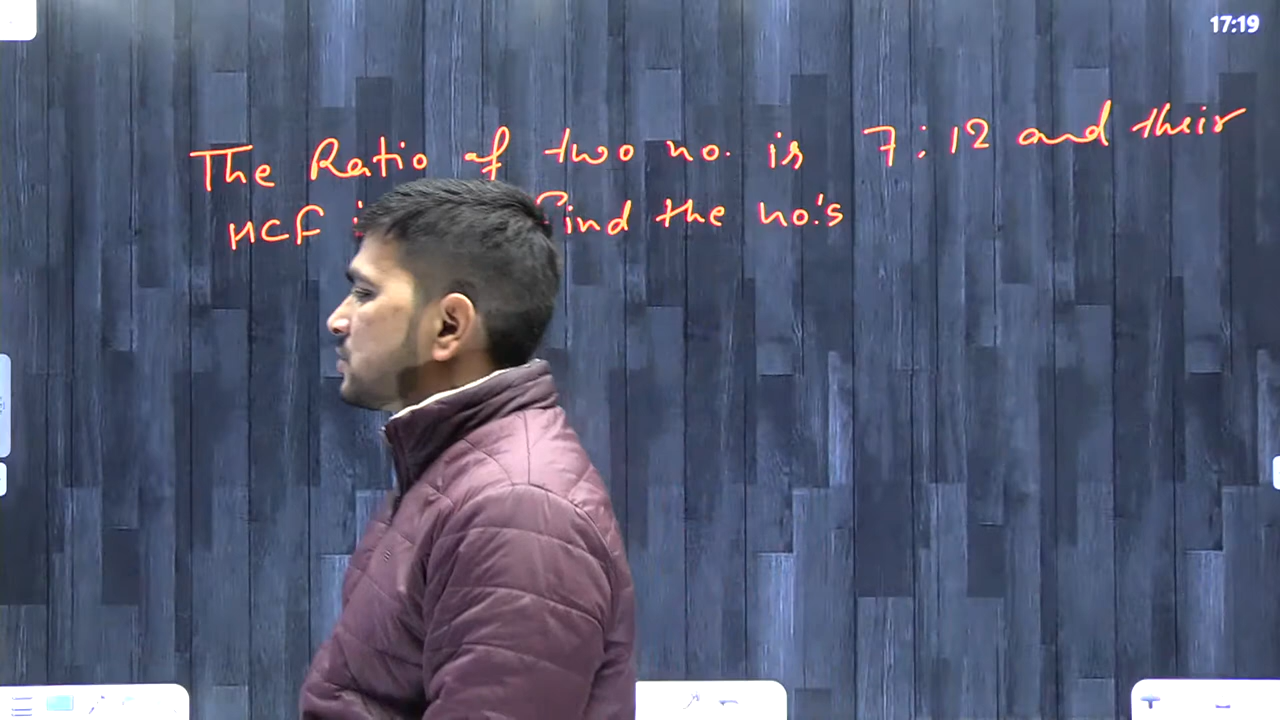 17:19
The Ratio of two no. is 7:12 and their
HCF find the no.'s